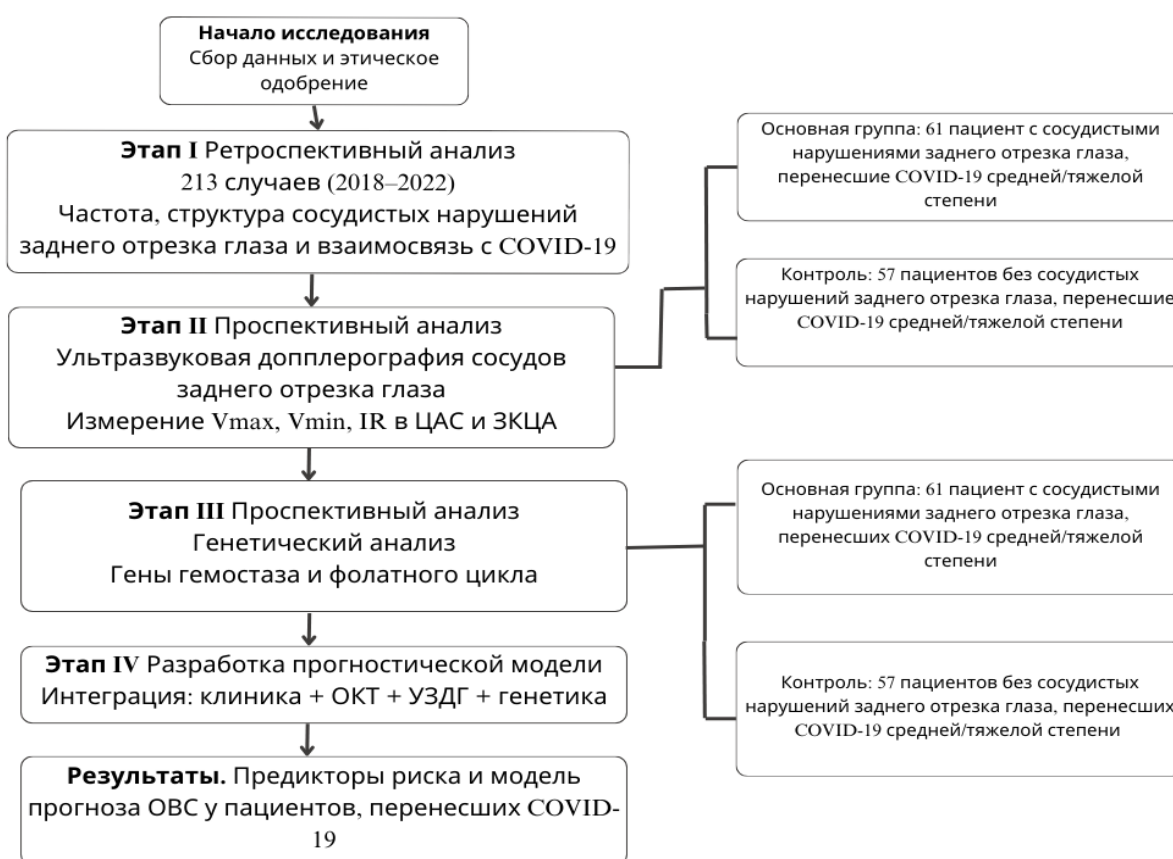 Начало исследования
Сбор данных и этическое
одобрение
Этап I Ретроспективный анализ
213 случаев (2018–2022)
Частота, структура сосудистых нарушений
заднего отрезка глаза и взаимосвязь с COVID-19
Основная группа: 61 пациент с сосудистыми
нарушениями заднего отрезка глаза,
перенесшие COVID-19 средней/тяжелой
степени
Контроль: 57 пациентов без сосудистых
нарушений заднего отрезка глаза, перенесшие
COVID-19 средней/тяжелой степени
Этап II Проспективный анализ
Ультразвуковая допплерография сосудов
заднего отрезка глаза
Измерение Vmax, Vmin, IR в ЦАС и ЗКЦА
Этап III Проспективный анализ
Генетический анализ
Гены гемостаза и фолатного цикла
Основная группа: 61 пациент с сосудистыми
нарушениями заднего отрезка глаза,
перенесших COVID-19 средней/тяжелой
степени
Контроль: 57 пациентов без сосудистых
нарушений заднего отрезка глаза, перенесших
COVID-19 средней/тяжелой степени
Этап IV Разработка прогностической модели
Интеграция: клиника + ОКТ + УЗДГ + генетика
Результаты. Предикторы риска и модель
прогноза ОВС у пациентов, перенесших COVID-
19